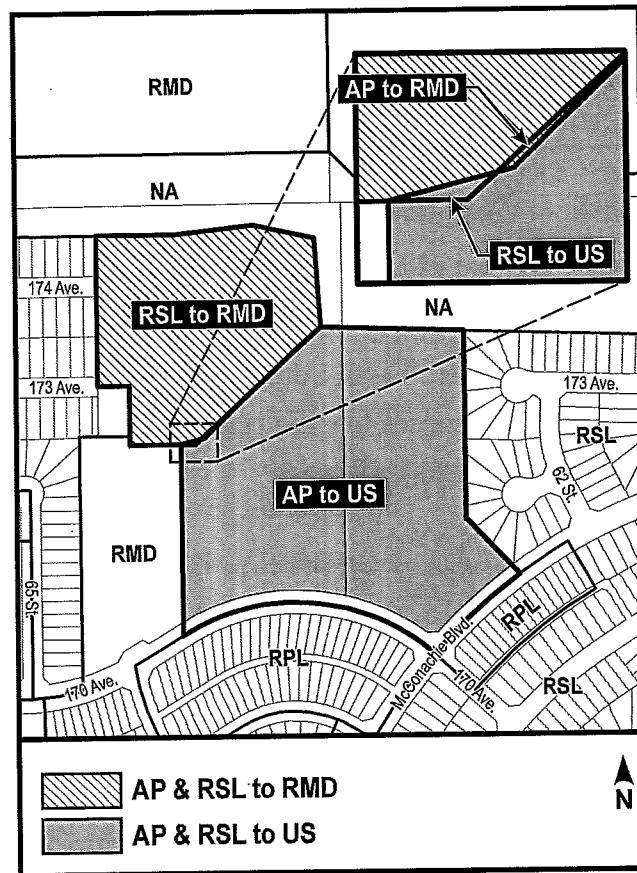 RMD
AP to RMD
NA
RSL to US
174 Ave.
RSL to RMD
NA
173 Ave.
173 Ave.
RSL
62 St.
AP to US
RMD
65 St.
RPL
McConachie Blvd.
RPL
170 Ave.
170 Ave.
RSL
AP & RSL to RMD
AP & RSL to US
N